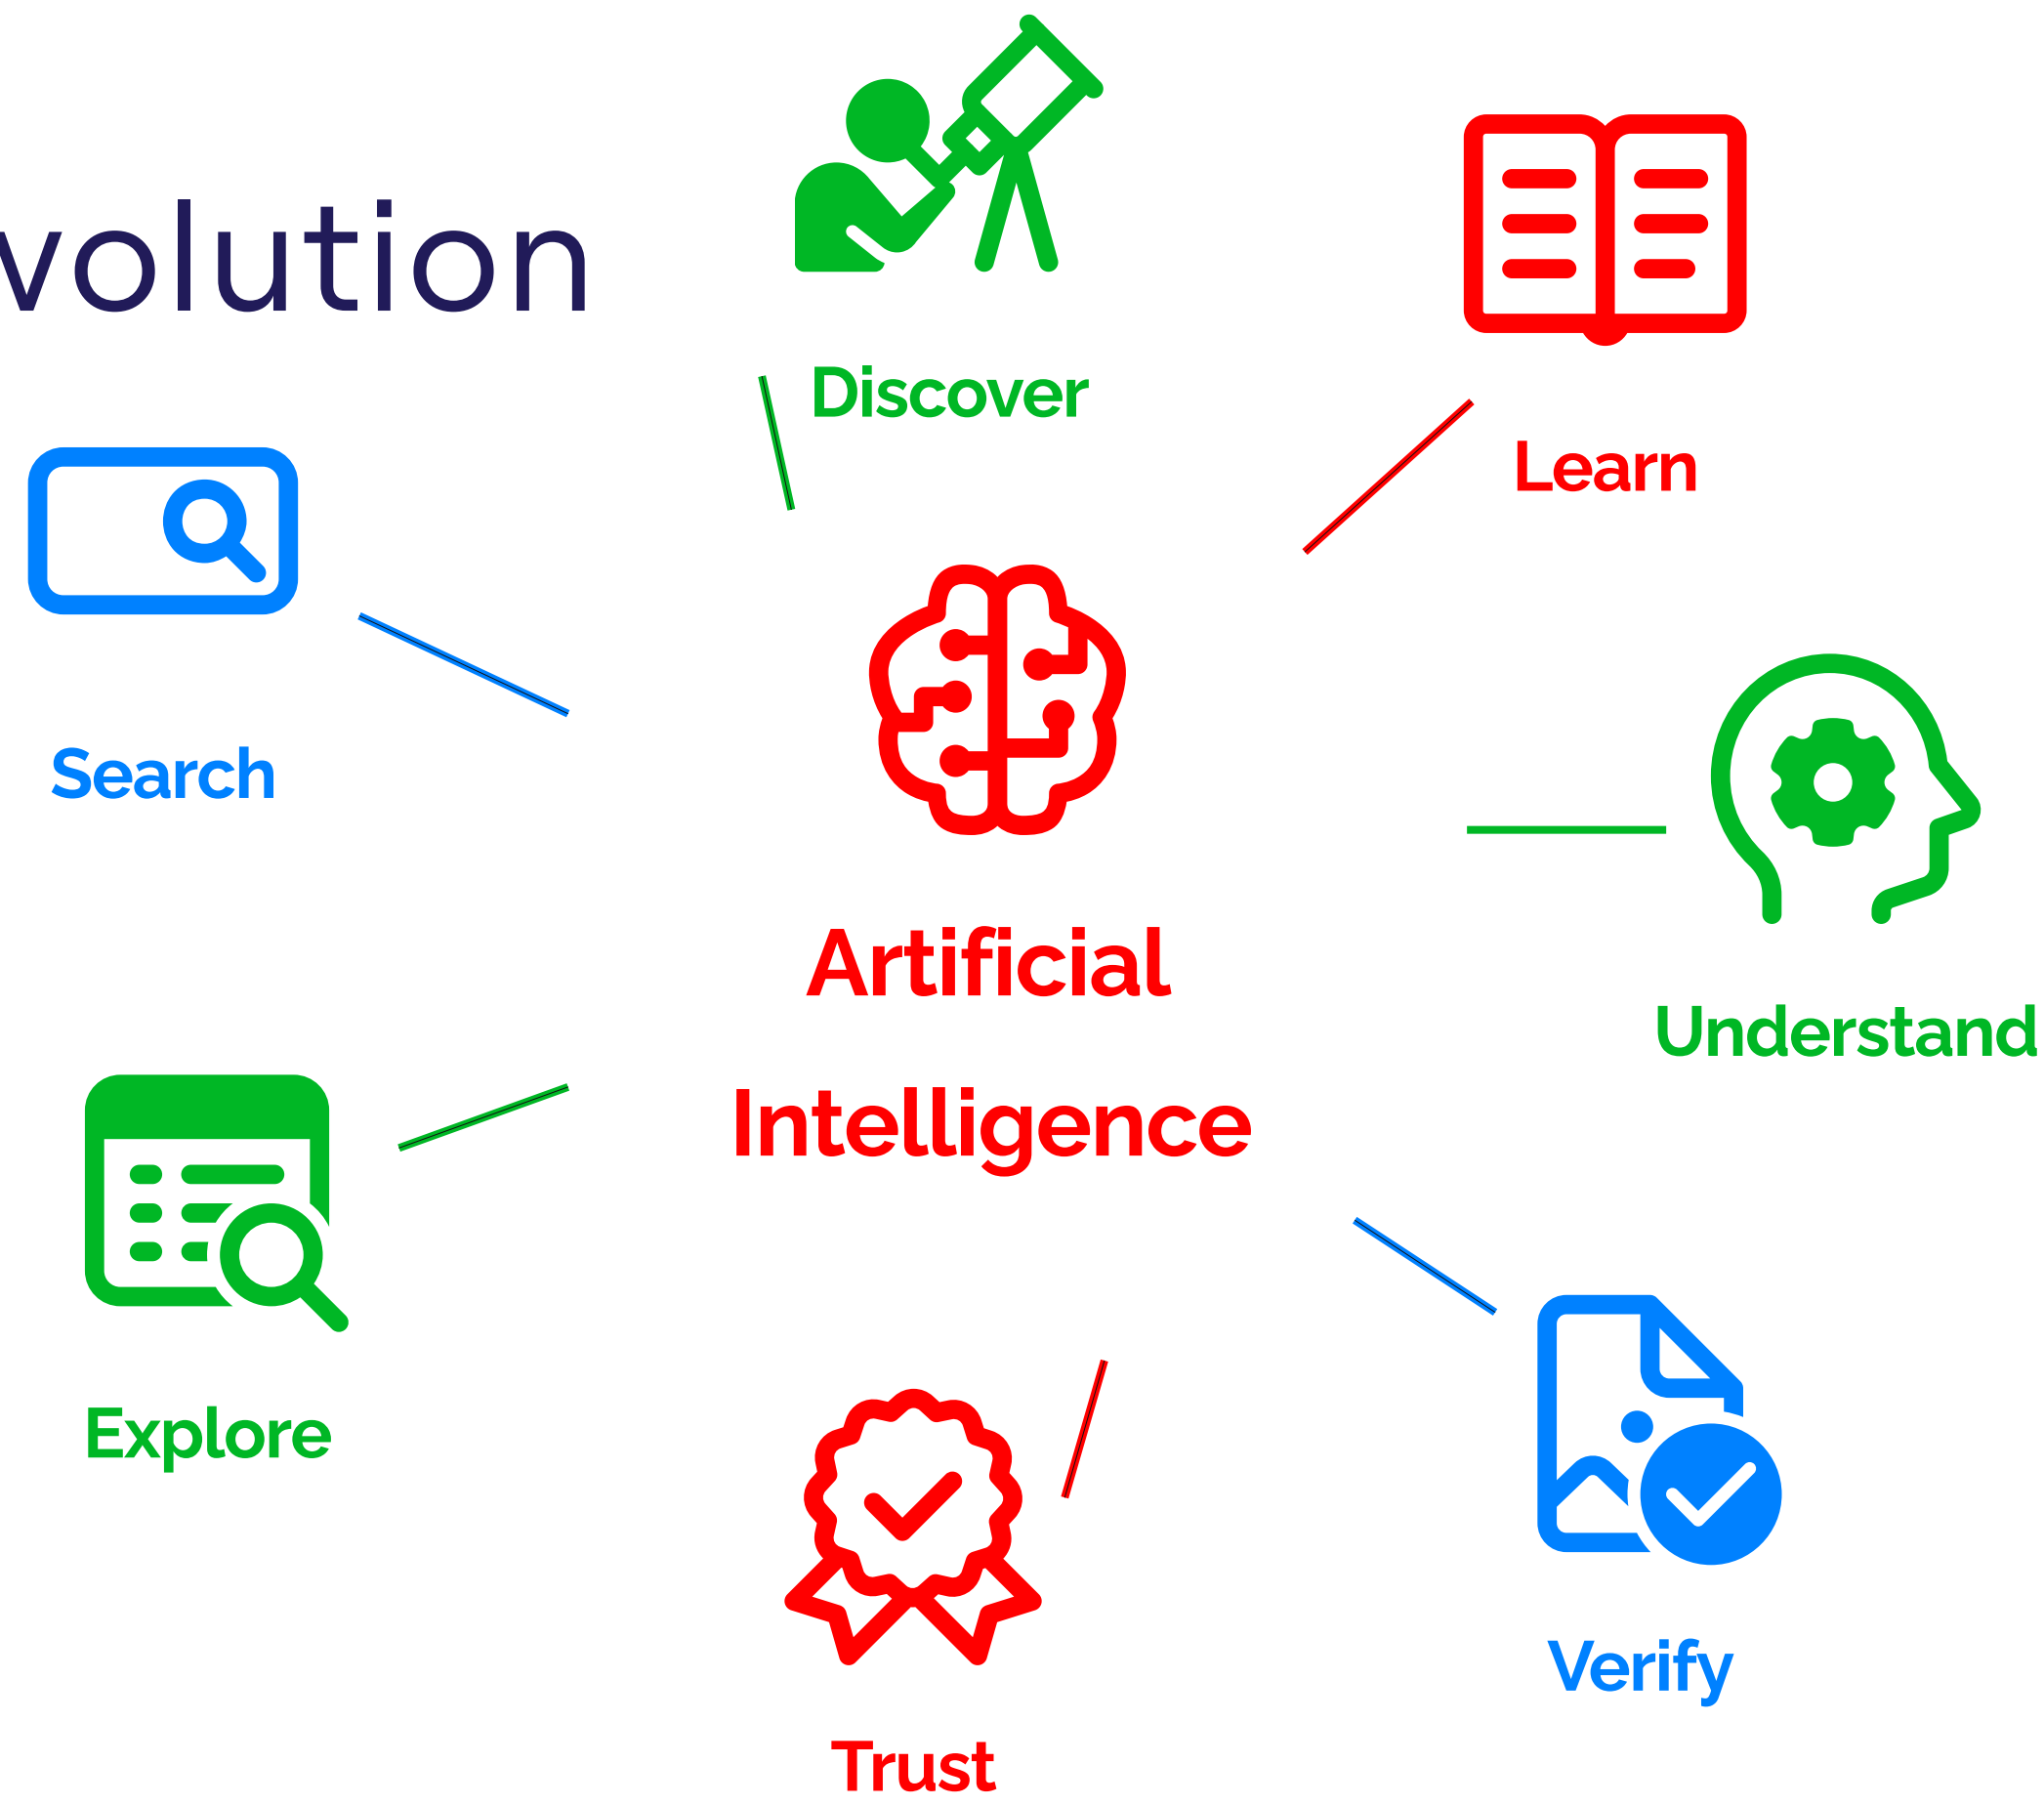 volution
Discover
Learn
Search
Artificial
Intelligence
Understand
Explore
Verify
Trust